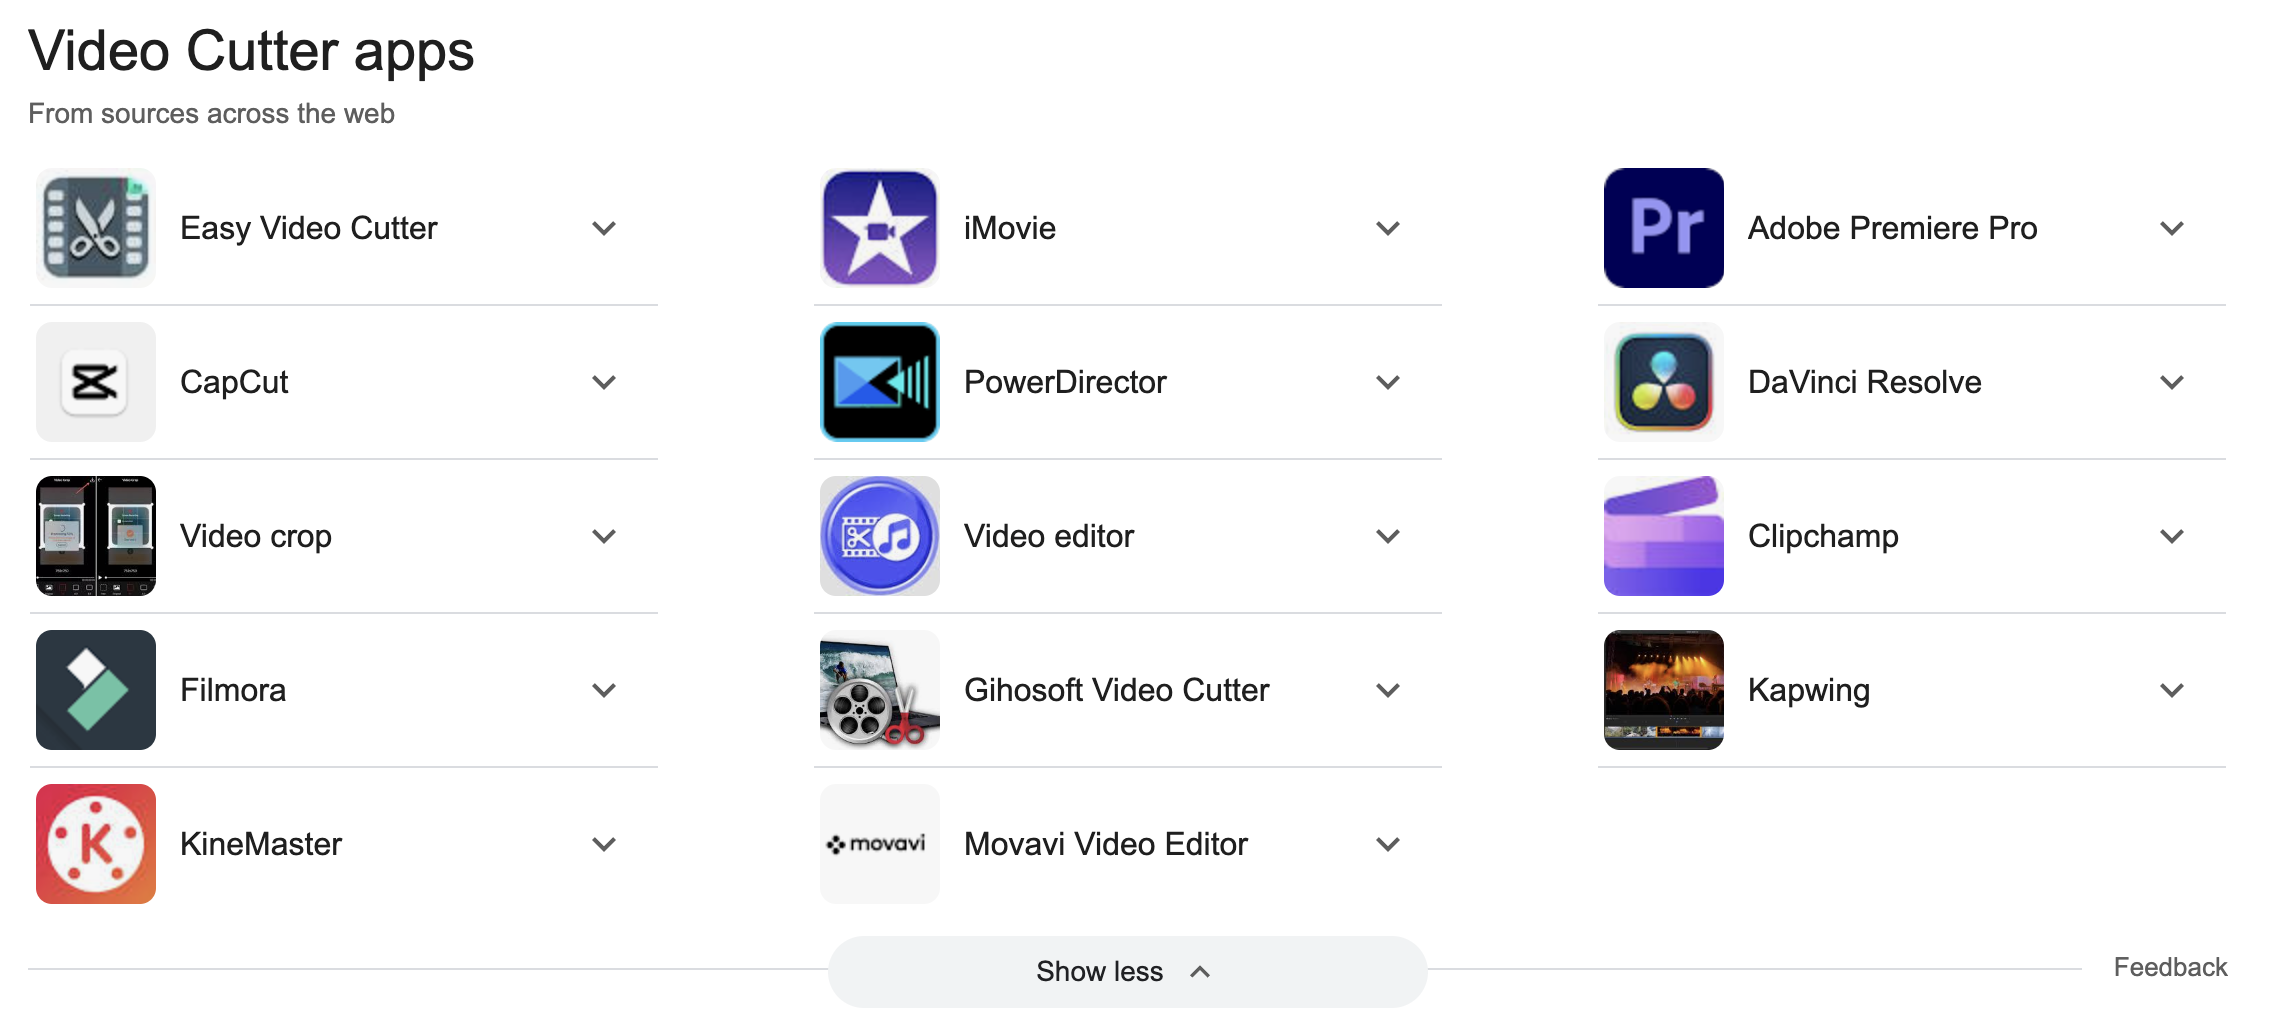 Video Cutter apps
From sources across the web
Easy Video Cutter
iMovie
Pr
Adobe Premiere Pro
CapCut
PowerDirector
DaVinci Resolve
Video crop
Video editor
Clipchamp
Filmora
Gihosoft Video Cutter
Kapwing
K
KineMaster
movavi
Movavi Video Editor
Show less
Feedback